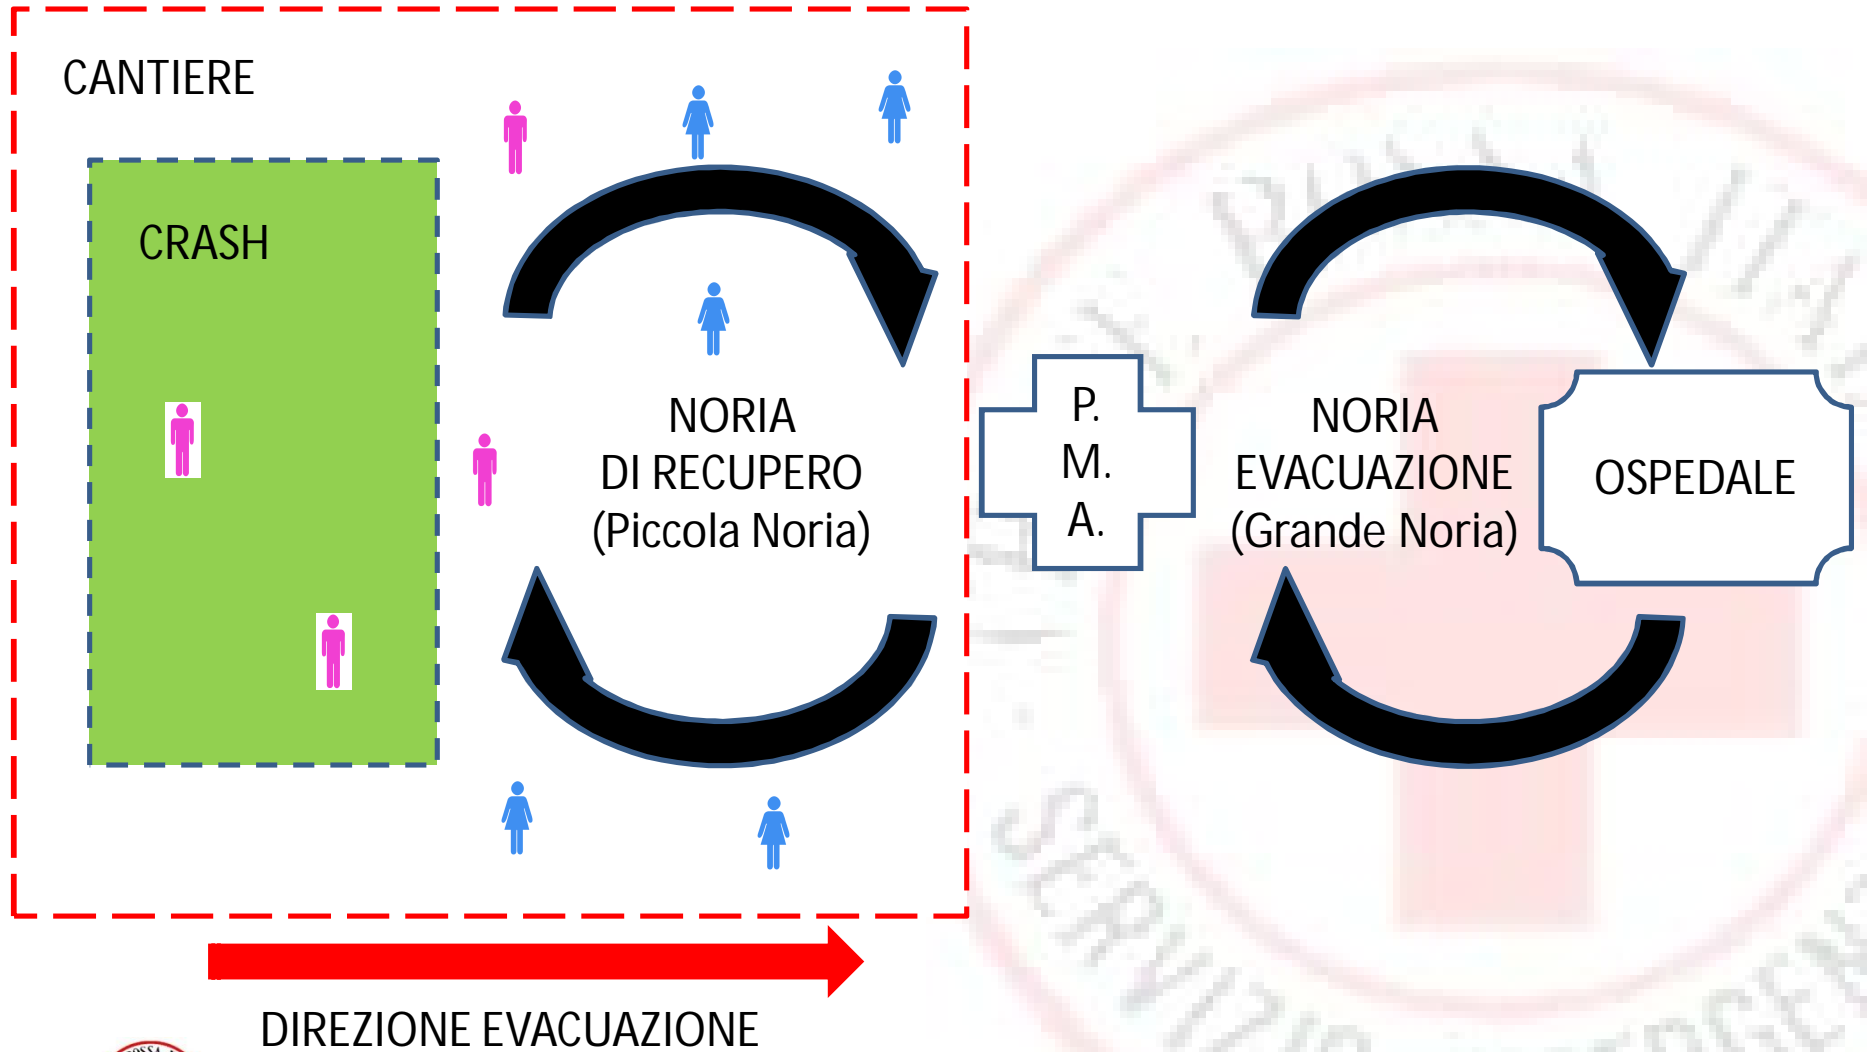 CANTIERE
CRASH
NORIA
DI RECUPERO
(Piccola Noria)
P.
M.
A.
NORIA
EVACUAZIONE
(Grande Noria)
OSPEDALE
DIREZIONE EVACUAZIONE